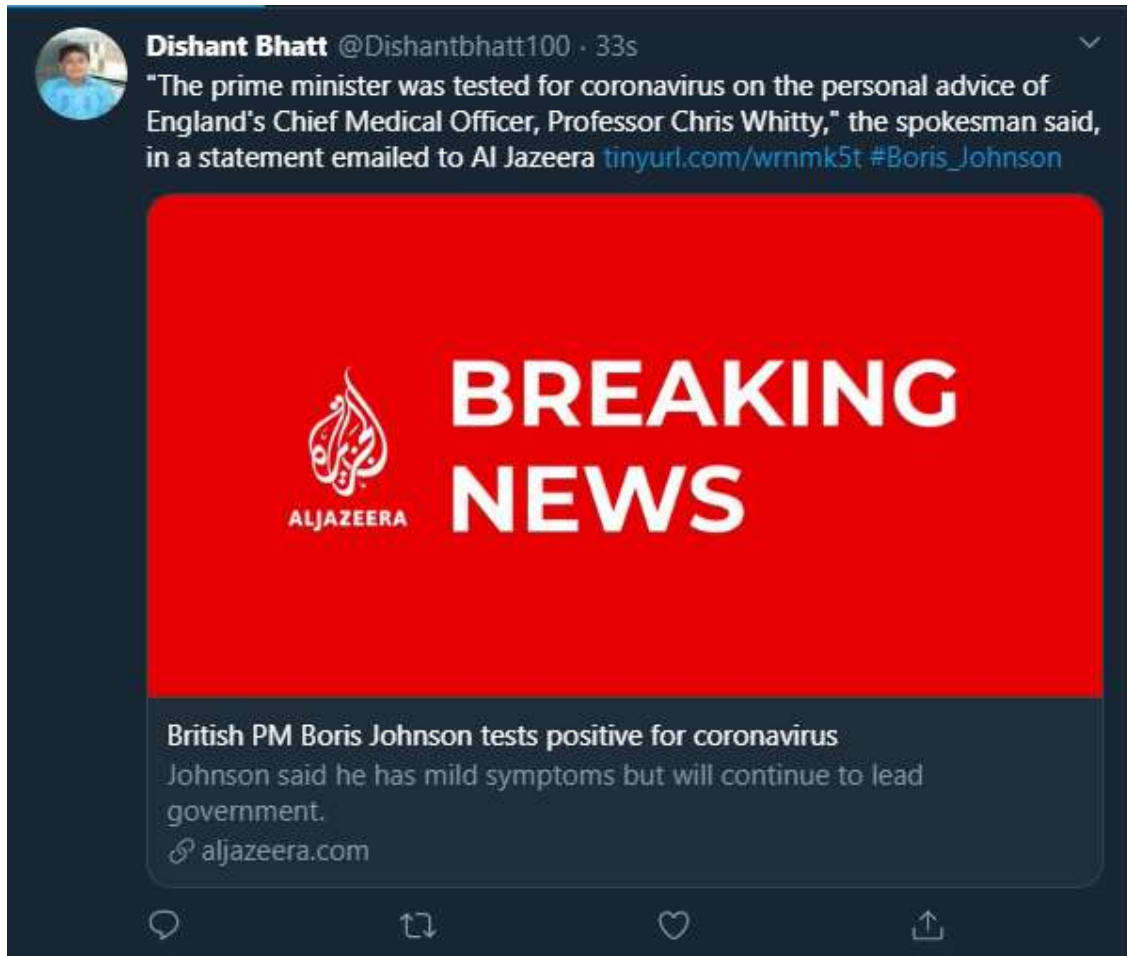 Dishant Bhatt @Dishantbhatt100 · 33s
"The prime minister was tested for coronavirus on the personal advice of
England's Chief Medical Officer, Professor Chris Whitty," the spokesman said,
in a statement emailed to Al Jazeera tinyurl.com/wrnmk5t #Boris_Johnson
BREAKING
NEWS
الجزيرة
ALJAZEERA
British PM Boris Johnson tests positive for coronavirus
Johnson said he has mild symptoms but will continue to lead
government.
aljazeera.com